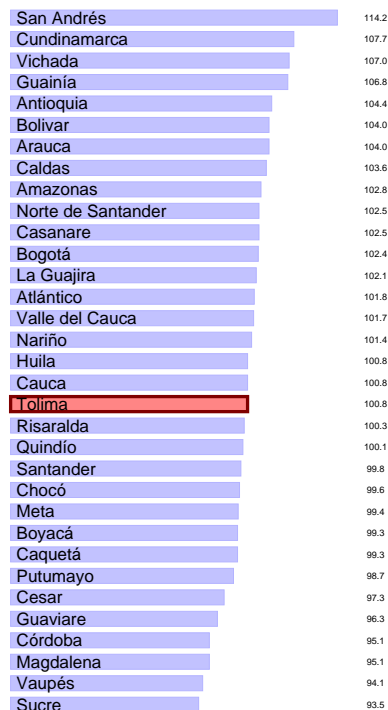 San Andrés 114.2
Cundinamarca 107.7
Vichada 107.0
Guainía 106.8
Antioquia 104.4
Bolivar 104.0
Arauca 104.0
Caldas 103.6
Amazonas 102.8
Norte de Santander 102.5
Casanare 102.5
Bogotá 102.4
La Guajira 102.1
Atlántico 101.8
Valle del Cauca 101.7
Nariño 101.4
Huila 100.8
Cauca 100.8
Tolima 100.8
Risaralda 100.3
Quindío 100.1
Santander 99.8
Chocó 99.6
Meta 99.4
Boyacá 99.3
Caquetá 99.3
Putumayo 98.7
Cesar 97.3
Guaviare 96.3
Córdoba 95.1
Magdalena 95.1
Vaupés 94.1
Sucre 93.5